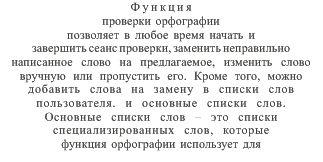 Функция
проверки орфографии
позволяет в любое время начать и
завершить сеанс проверки, заменить неправильно
написанное слово на предлагаемое, изменить слово
вручную или пропустить его. Кроме того, можно
добавить слова на замену в списки слов
пользователя. и основные списки слов.
Основные списки слов – это списки
специализированных слов, которые
функция орфографии использует для